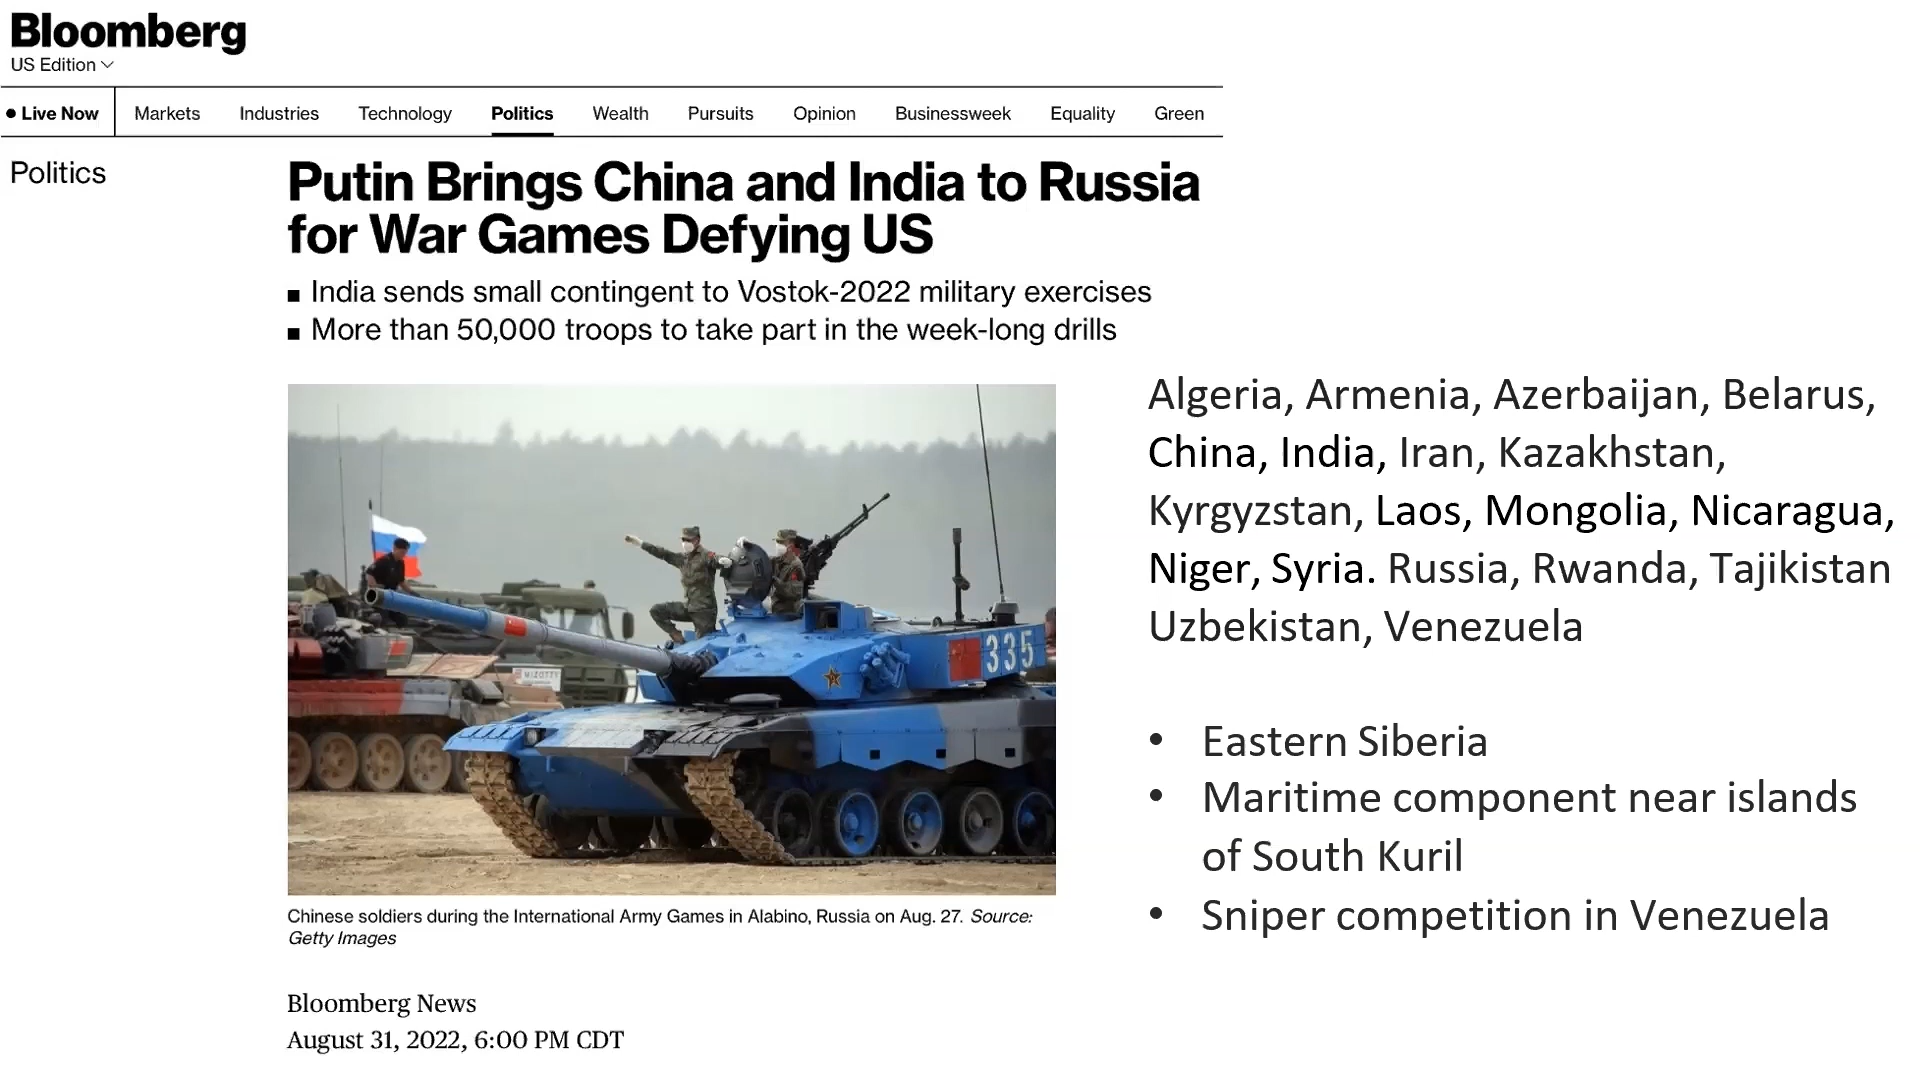 Bloomberg
US Edition
Live Now Markets Industries Technology Politics Wealth Pursuits Opinion Businessweek Equality Green
Politics
Putin Brings China and India to Russia
for War Games Defying US
■ India sends small contingent to Vostok-2022 military exercises
■ More than 50,000 troops to take part in the week-long drills
335
Chinese soldiers during the International Army Games in Alabino, Russia on Aug. 27. Source:
Getty Images
Bloomberg News
August 31, 2022, 6:00 PM CDT
Algeria, Armenia, Azerbaijan, Belarus,
China, India, Iran, Kazakhstan,
Kyrgyzstan, Laos, Mongolia, Nicaragua,
Niger, Syria. Russia, Rwanda, Tajikistan
Uzbekistan, Venezuela
• Eastern Siberia
• Maritime component near islands
of South Kuril
• Sniper competition in Venezuela